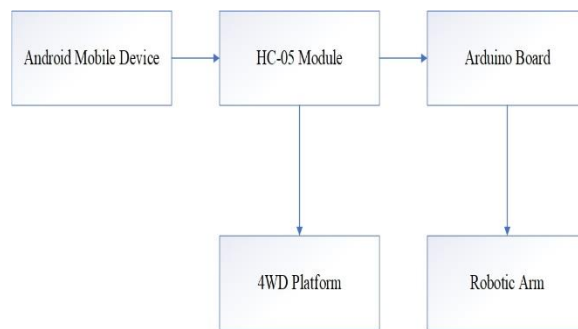 Android Mobile Device
HC-05 Module
Arduino Board
4WD Platform
Robotic Arm